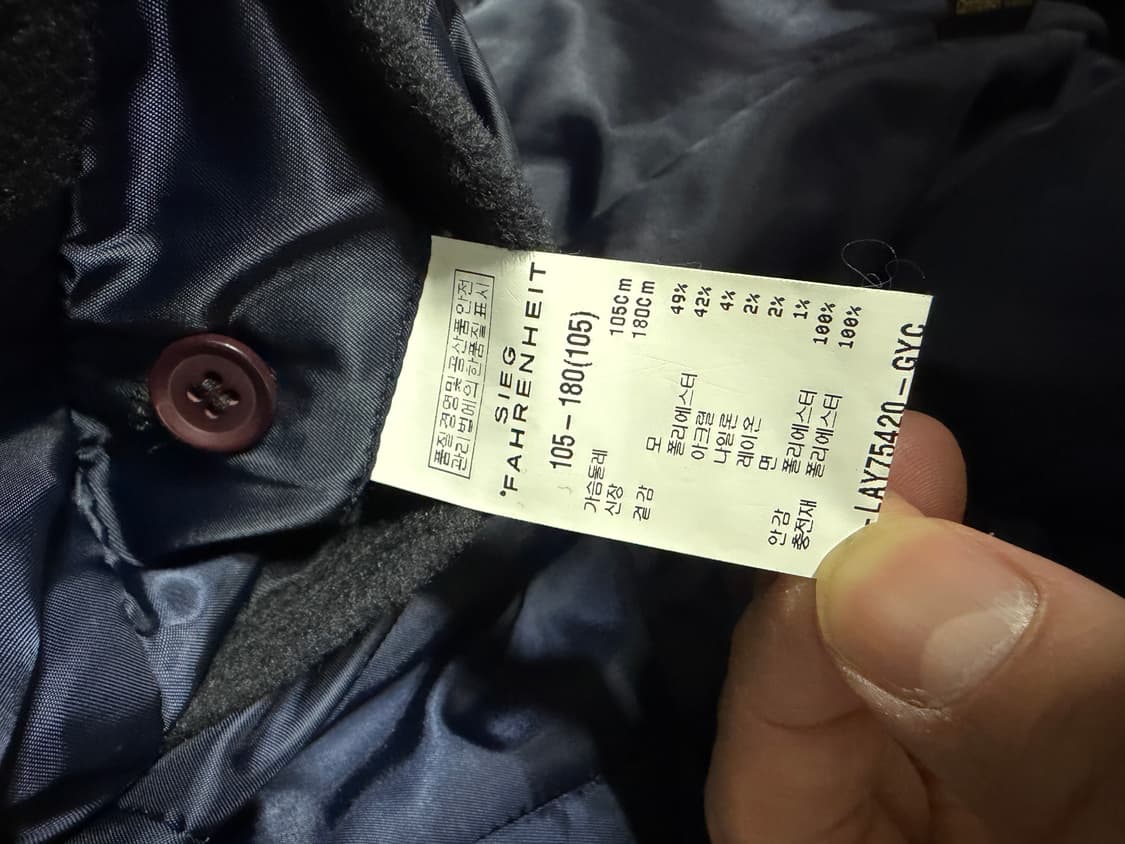 품질경영및공산품안전
관리법에의한품질표시
SIEG
FAHRENHEIT
105-180(105)
가슴둘레 105Cm
신장 180Cm
겉감 모 49%
폴리에스터 42%
아크릴 4%
나일론 2%
레이온 2%
면 1%
안감 폴리에스터 100%
충전재 폴리에스터 100%
-LAY75420-GYC